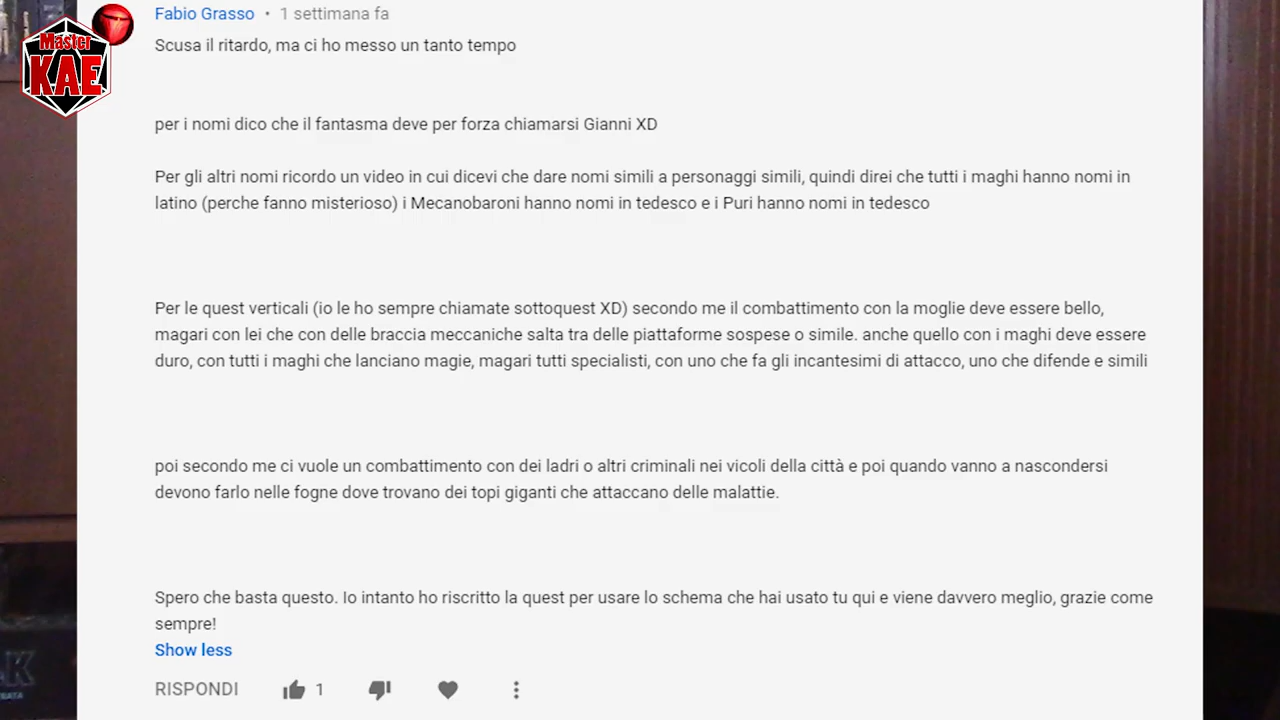 Master
KAE
Fabio Grasso • 1 settimana fa
Scusa il ritardo, ma ci ho messo un tanto tempo
per i nomi dico che il fantasma deve per forza chiamarsi Gianni XD
Per gli altri nomi ricordo un video in cui dicevi che dare nomi simili a personaggi simili, quindi direi che tutti i maghi hanno nomi in
latino (perche fanno misterioso) i Mecanobaroni hanno nomi in tedesco e i Puri hanno nomi in tedesco
Per le quest verticali (io le ho sempre chiamate sottoquest XD) secondo me il combattimento con la moglie deve essere bello,
magari con lei che con delle braccia meccaniche salta tra delle piattaforme sospese o simile. anche quello con i maghi deve essere
duro, con tutti i maghi che lanciano magie, magari tutti specialisti, con uno che fa gli incantesimi di attacco, uno che difende e simili
poi secondo me ci vuole un combattimento con dei ladri o altri criminali nei vicoli della città e poi quando vanno a nascondersi
devono farlo nelle fogne dove trovano dei topi giganti che attaccano delle malattie.
Spero che basta questo. Io intanto ho riscritto la quest per usare lo schema che hai usato tu qui e viene davvero meglio, grazie come
sempre!
Show less
RISPONDI 1